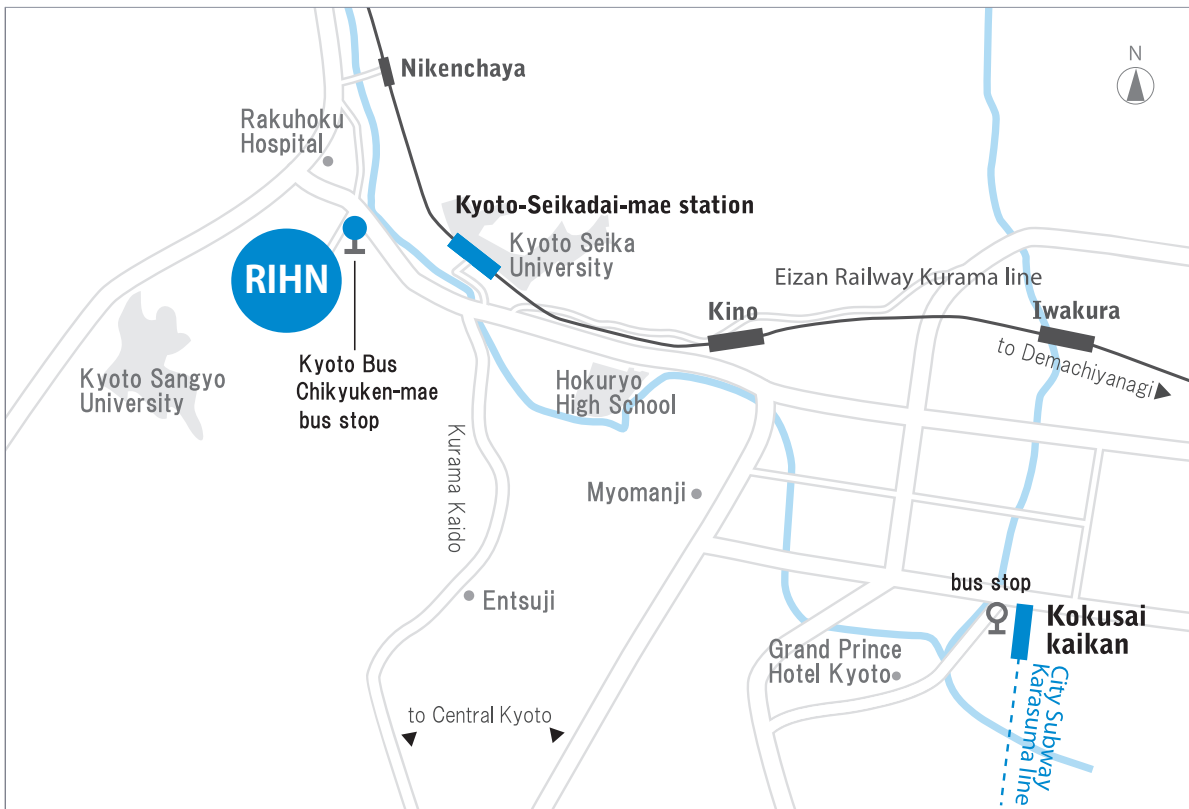 N
Nikenchaya
Rakuhoku
Hospital
Kyoto-Seikadai-mae station
Kyoto Seika
University
RIHN
Eizan Railway Kurama line
Kino
Iwakura
to Demachiyanagi
Kyoto Sangyo
University
Kyoto Bus
Chikyuken-mae
bus stop
Hokuryo
High School
Kurama Kaido
Myomanji
Entsuji
bus stop
Kokusai
kaikan
Grand Prince
Hotel Kyoto
City Subway
Karasuma line
to Central Kyoto